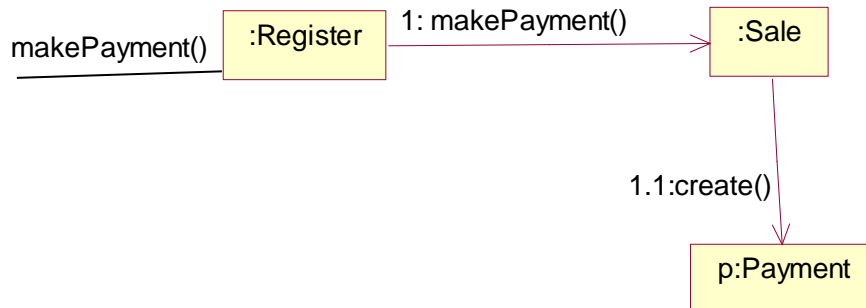 makePayment()
:Register
1: makePayment()
:Sale
1.1:create()
p:Payment